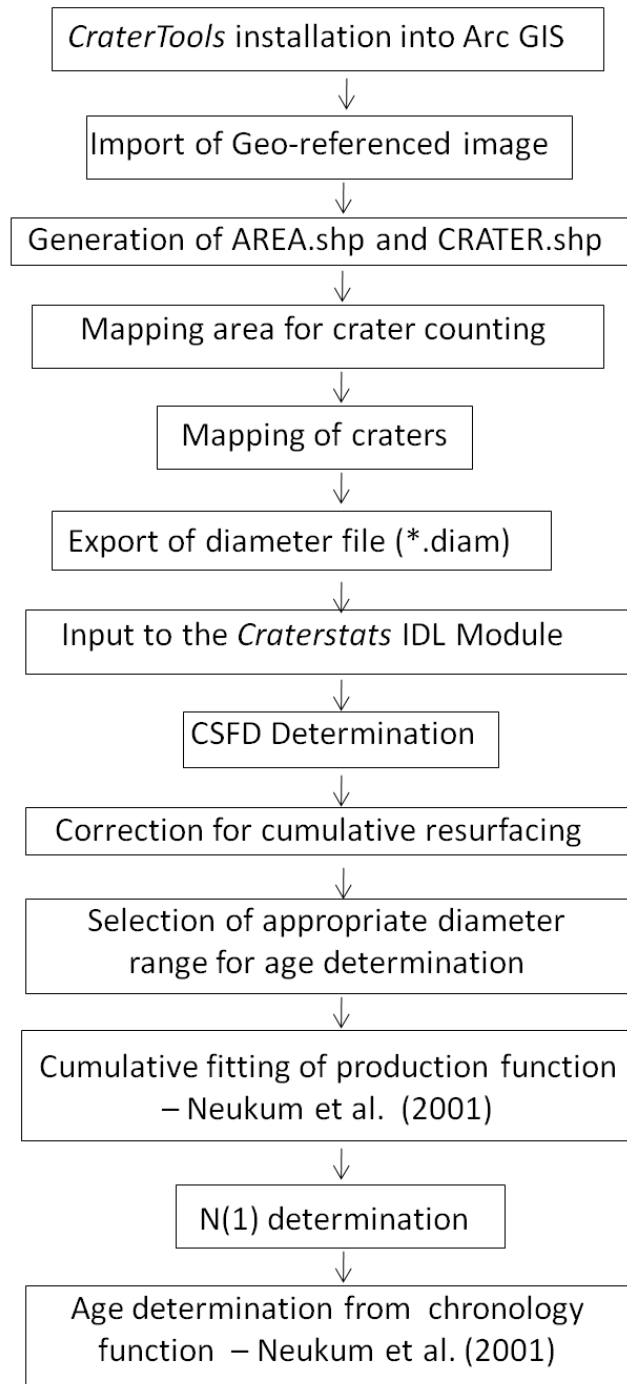 CraterTools installation into Arc GIS
Import of Geo-referenced image
Generation of AREA.shp and CRATER.shp
Mapping area for crater counting
Mapping of craters
Export of diameter file (*.diam)
Input to the Craterstats IDL Module
CSFD Determination
Correction for cumulative resurfacing
Selection of appropriate diameter
range for age determination
Cumulative fitting of production function
– Neukum et al. (2001)
N(1) determination
Age determination from chronology
function – Neukum et al. (2001)